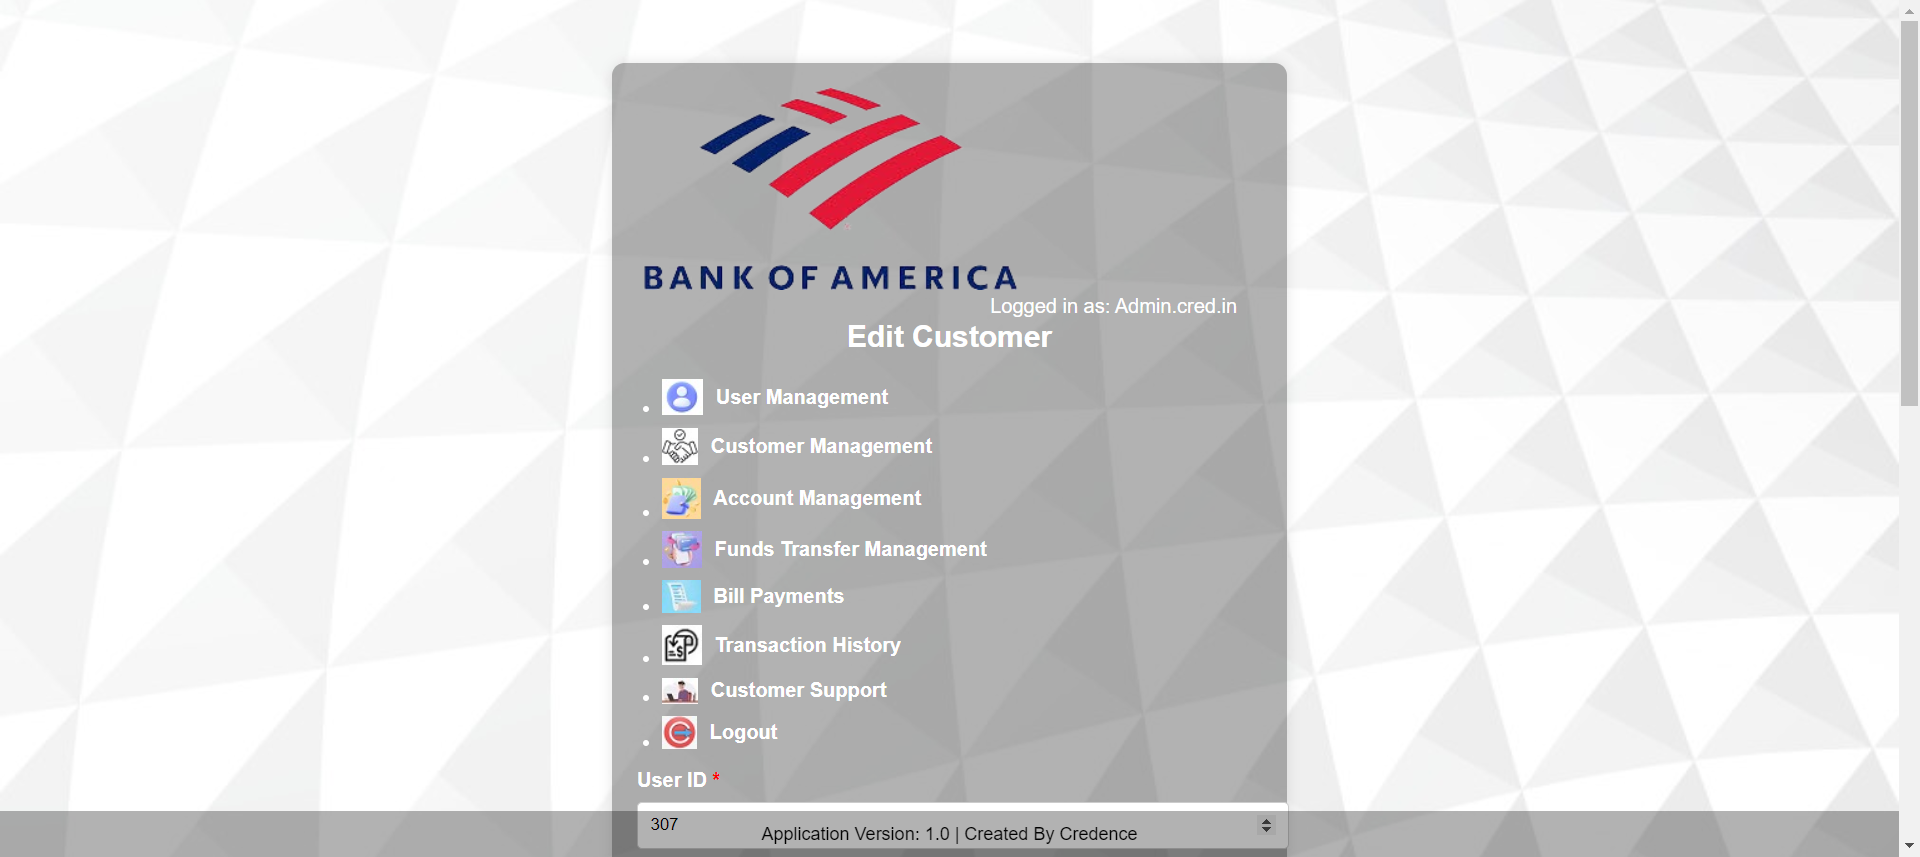 BANK OF AMERICA
Logged in as: Admin.cred.in
Edit Customer
User Management
Customer Management
Account Management
Funds Transfer Management
Bill Payments
Transaction History
Customer Support
Logout
User ID *
307
Application Version: 1.0 | Created By Credence